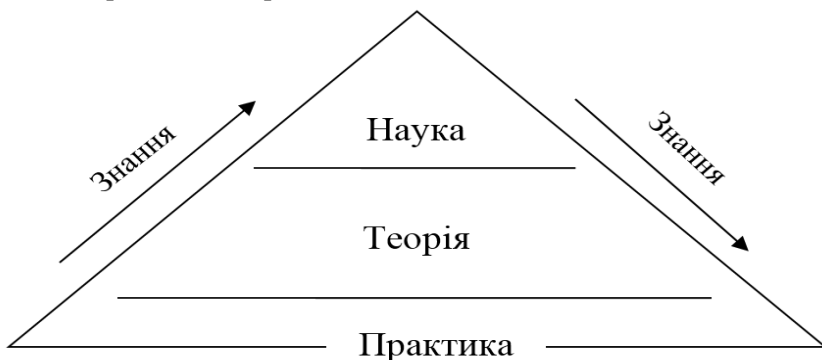 Знання
Знання
Наука
Теорія
Практика